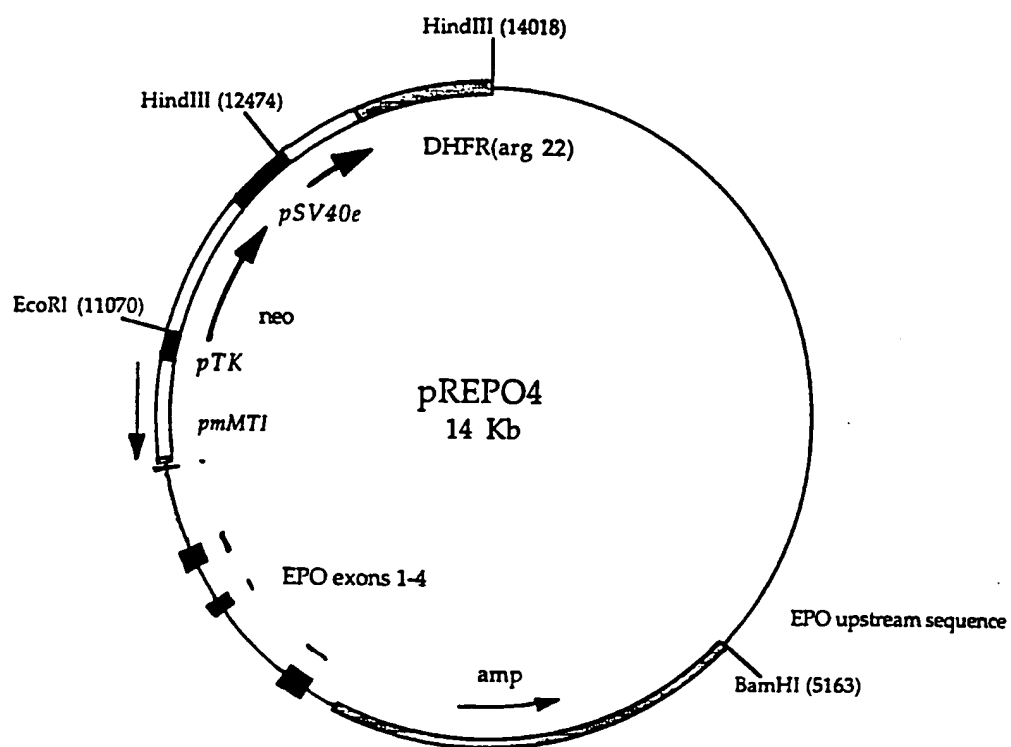 HindIII (14018)
HindIII (12474)
DHFR(arg 22)
pSV40e
EcoRI (11070)
neo
pTK
pREPO4
14 Kb
pmMTI
EPO exons 1-4
EPO upstream sequence
amp
BamHI (5163)